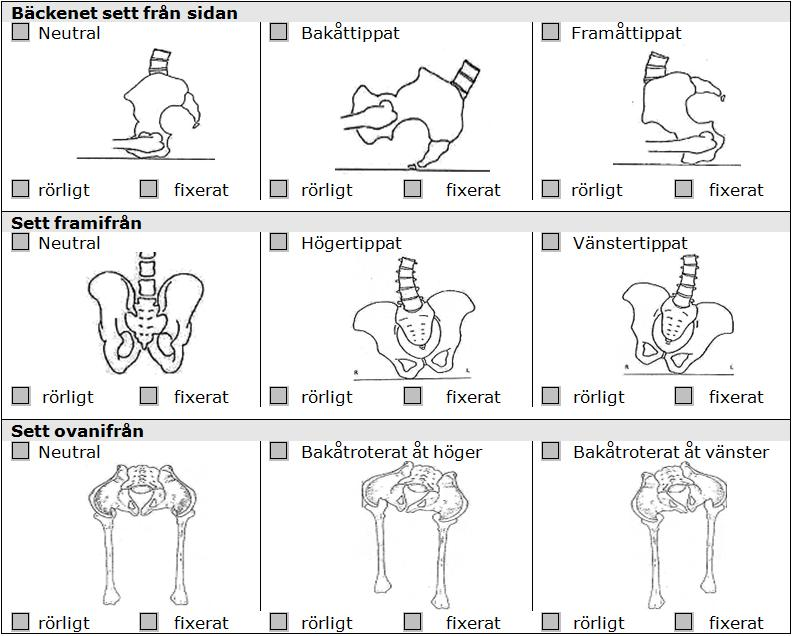 Bäckenet sett från sidan
Neutral Bakåttippat Framåttippat
rörligt fixerat rörligt fixerat rörligt fixerat
Sett framifrån
Neutral Högertippat Vänstertippat
R L R L
rörligt fixerat rörligt fixerat rörligt fixerat
Sett ovanifrån
Neutral Bakåtroterat åt höger Bakåtroterat åt vänster
rörligt fixerat rörligt fixerat rörligt fixerat